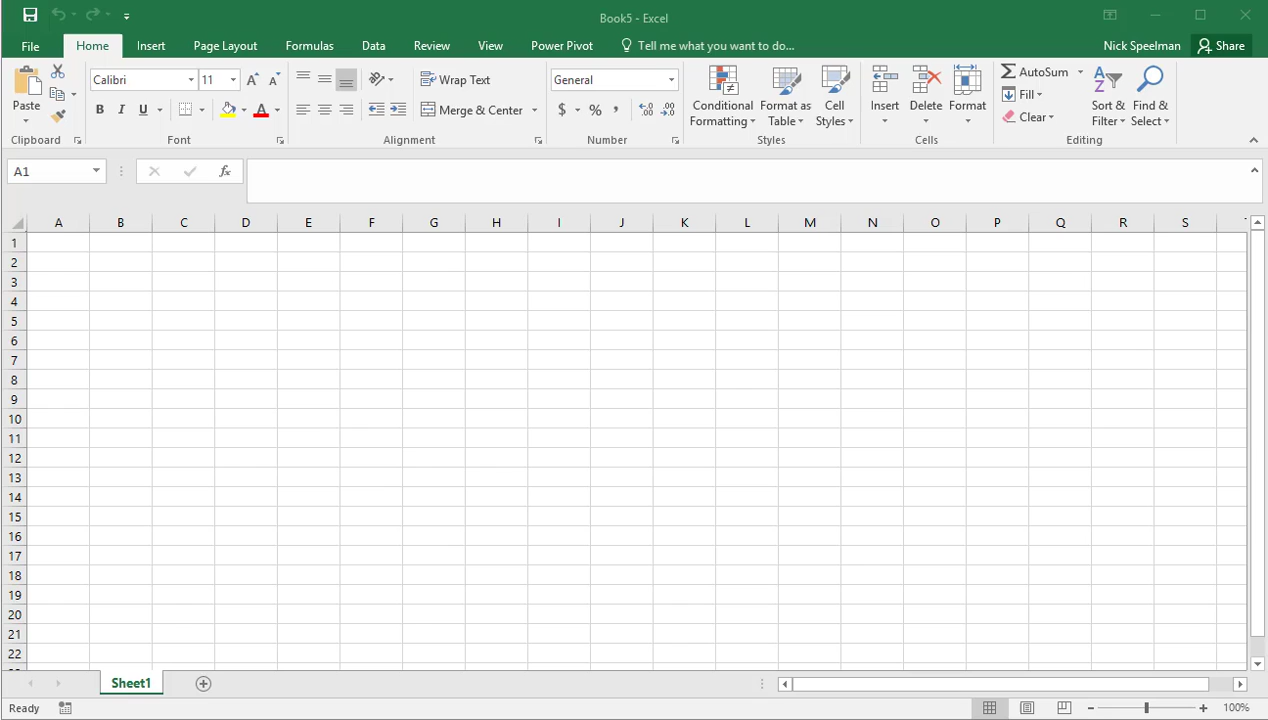 Book5 - Excel
File Home Insert Page Layout Formulas Data Review View Power Pivot Tell me what you want to do... Nick Speelman Share
Paste
Calibri 11
B I U A
Wrap Text
Merge & Center
General
$ % ,
Conditional Formatting
Format as Table
Cell Styles
Insert Delete Format
AutoSum
Fill
Clear
Sort & Filter
Find & Select
Clipboard Font Alignment Number Styles Cells Editing
A1 fx
A B C D E F G H I J K L M N O P Q R S
1
2
3
4
5
6
7
8
9
10
11
12
13
14
15
16
17
18
19
20
21
22
Sheet1
Ready 100%